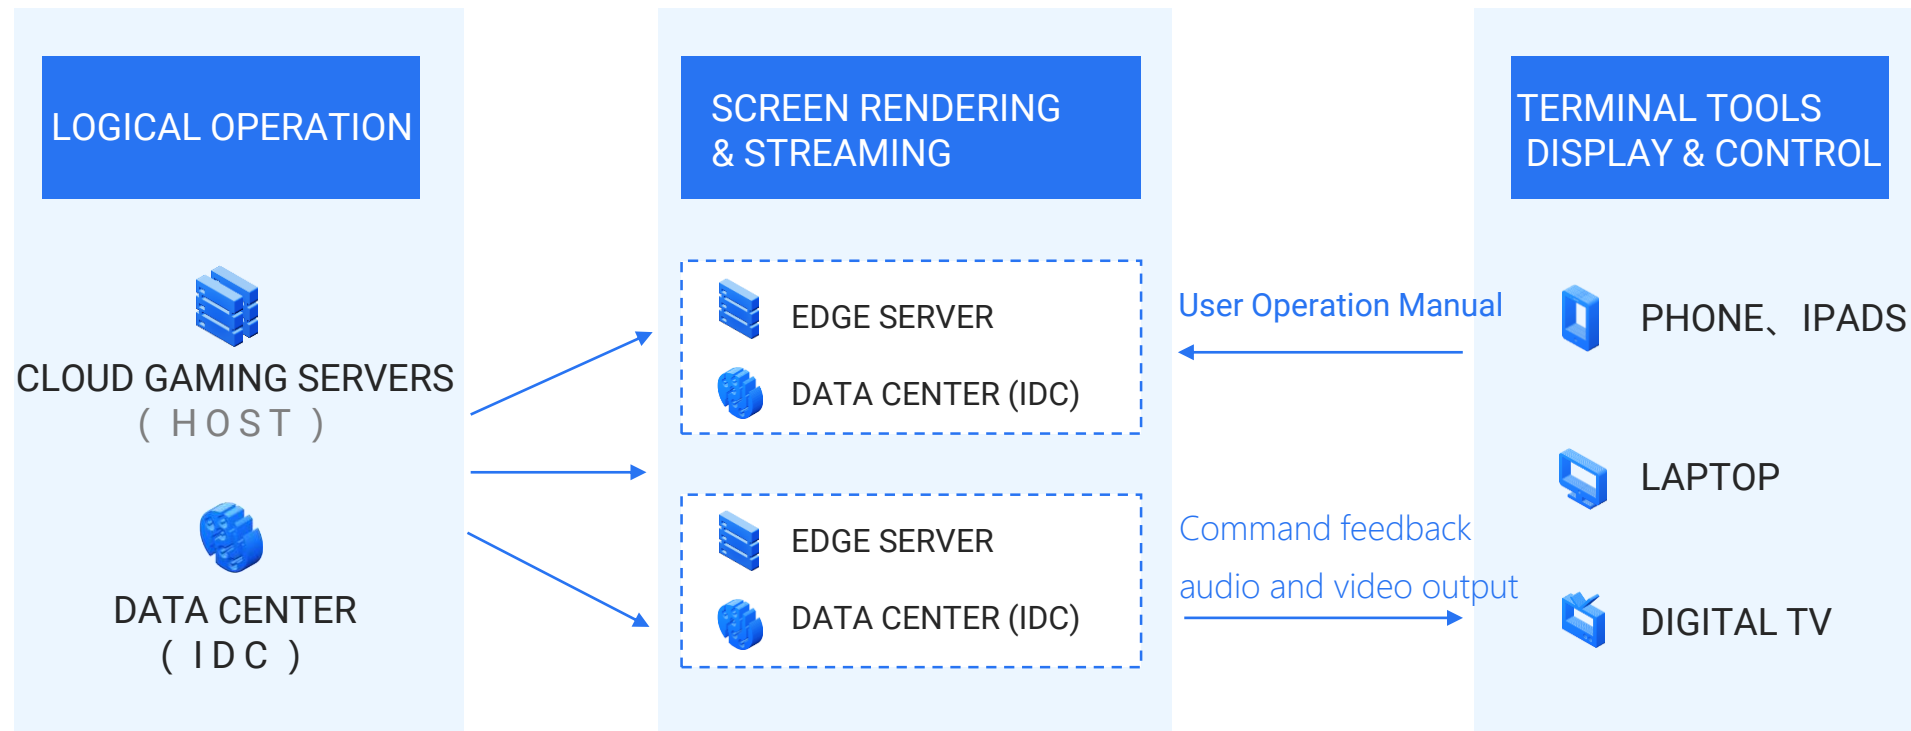 LOGICAL OPERATION
CLOUD GAMING SERVERS
( HOST )
DATA CENTER
( IDC )
SCREEN RENDERING
& STREAMING
EDGE SERVER
DATA CENTER (IDC)
EDGE SERVER
DATA CENTER (IDC)
User Operation Manual
Command feedback
audio and video output
TERMINAL TOOLS
DISPLAY & CONTROL
PHONE、IPADS
LAPTOP
DIGITAL TV